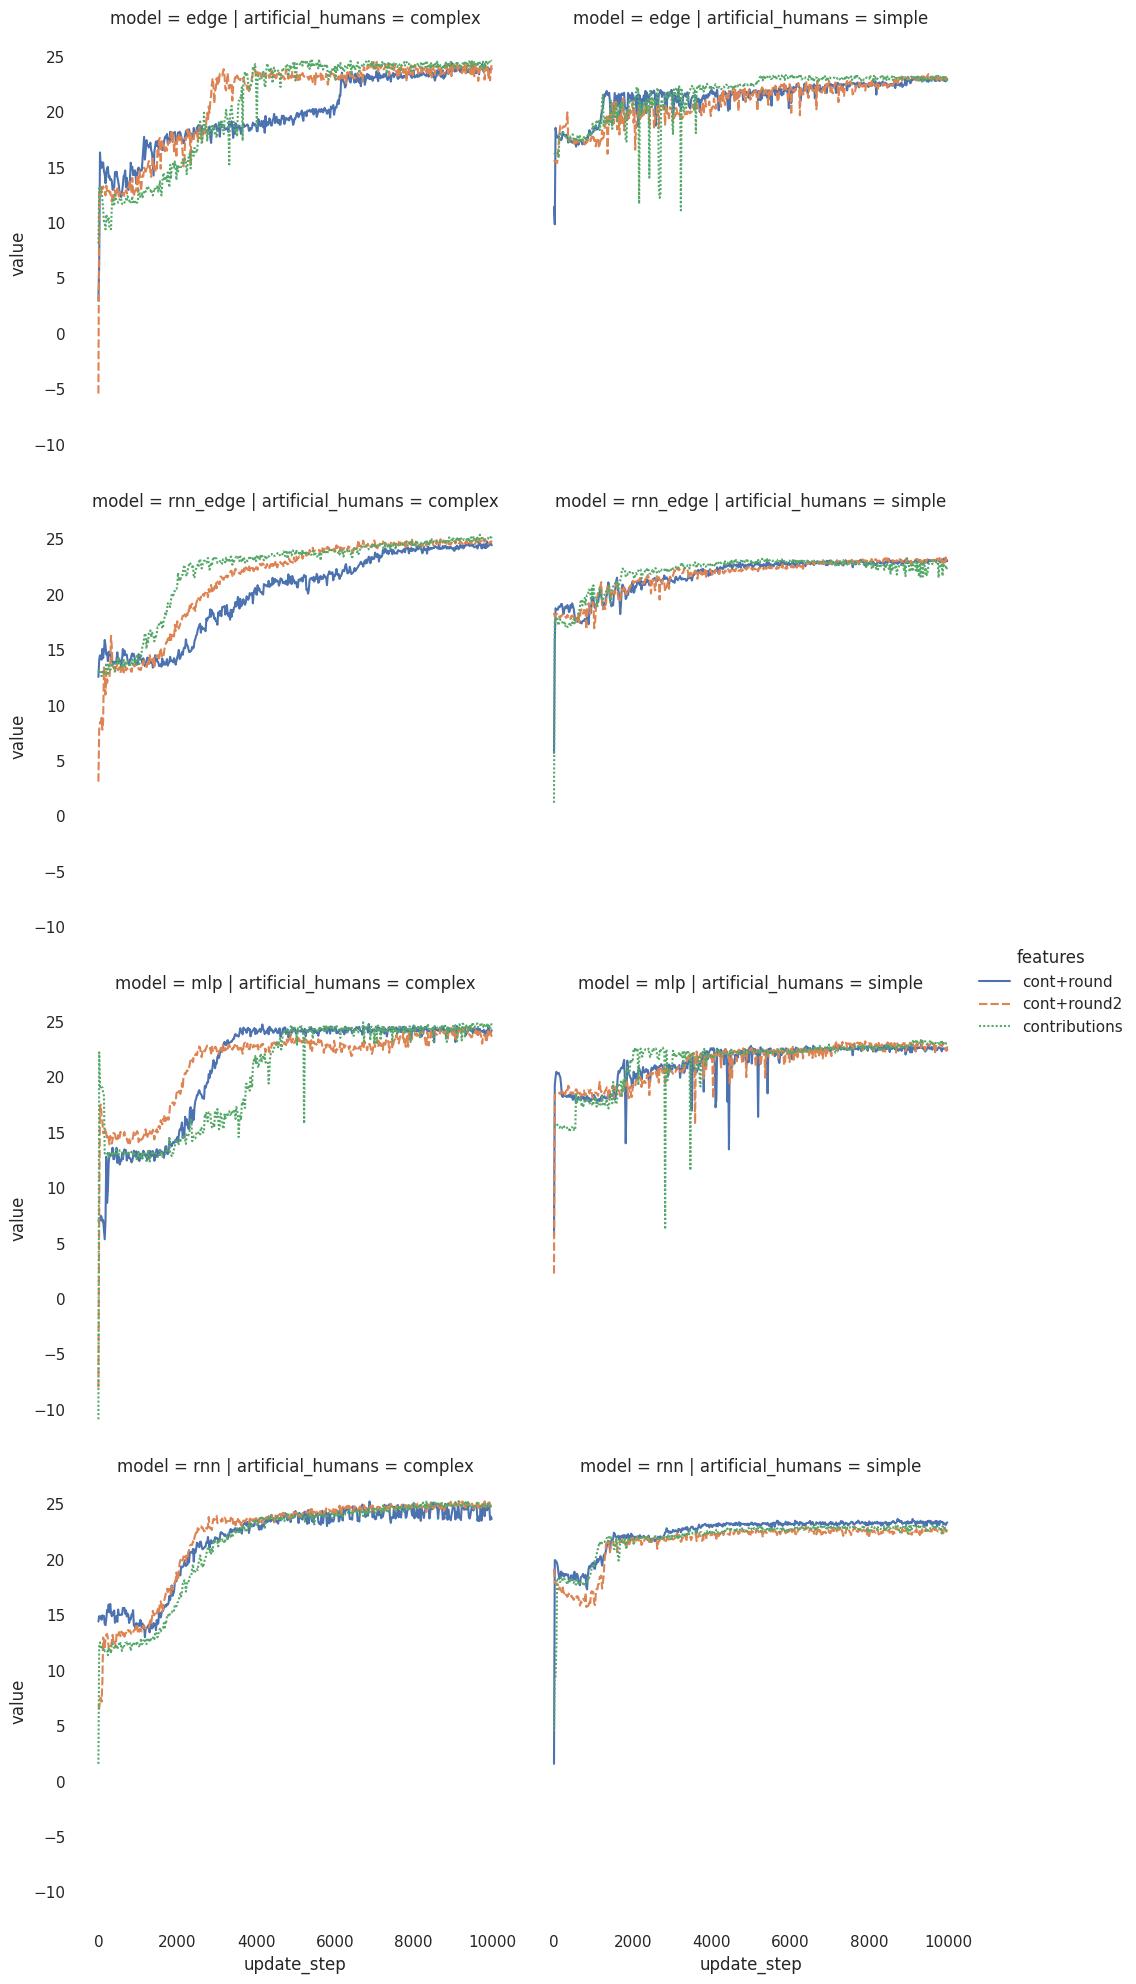 model = edge | artificial_humans = complex
model = edge | artificial_humans = simple
25
20
15
10
5
0
−5
−10
value
model = rnn_edge | artificial_humans = complex
model = rnn_edge | artificial_humans = simple
25
20
15
10
5
0
−5
−10
value
features
cont+round
cont+round2
contributions
model = mlp | artificial_humans = complex
model = mlp | artificial_humans = simple
25
20
15
10
5
0
−5
−10
value
model = rnn | artificial_humans = complex
model = rnn | artificial_humans = simple
25
20
15
10
5
0
−5
−10
value
0 2000 4000 6000 8000 10000
0 2000 4000 6000 8000 10000
update_step
update_step